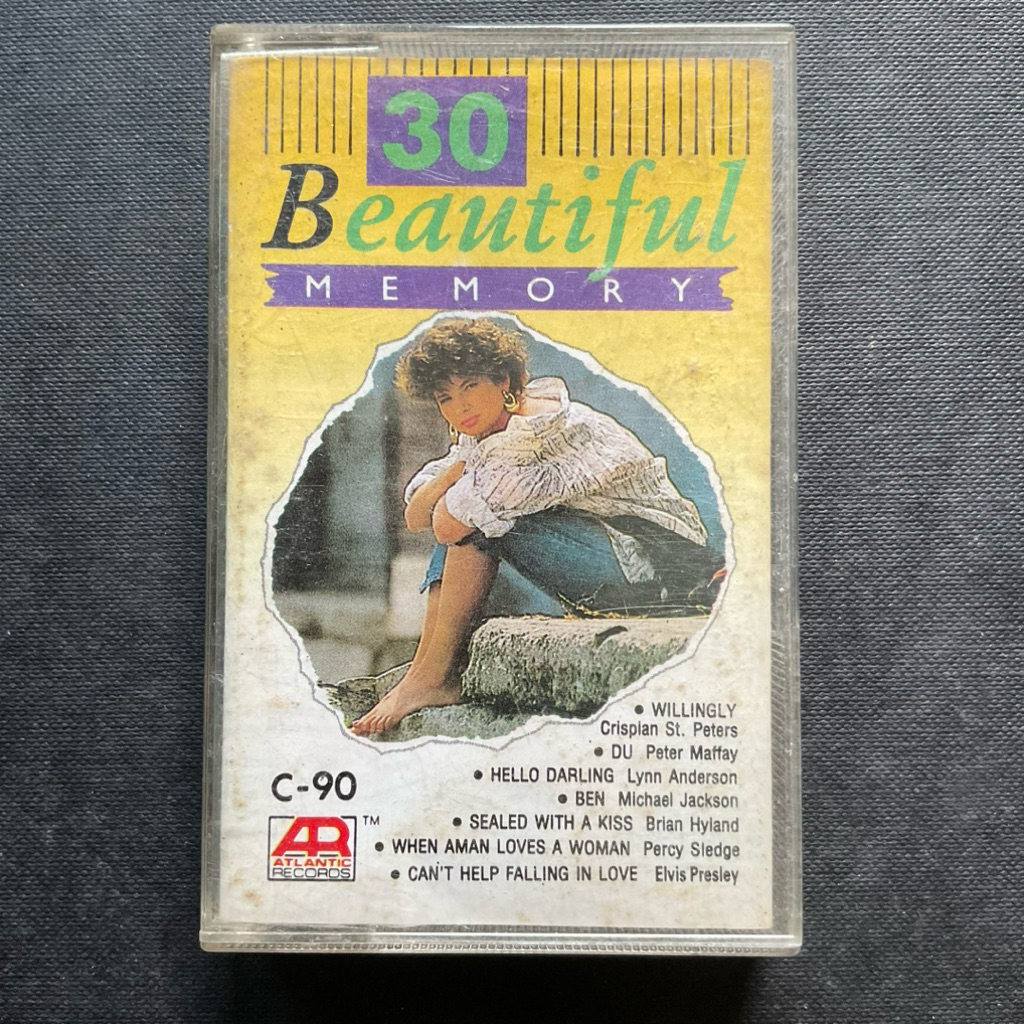 30
Beautiful
MEMORY
• WILLINGLY
Crispian St. Peters
• DU Peter Maffay
• HELLO DARLING Lynn Anderson
• BEN Michael Jackson
• SEALED WITH A KISS Brian Hyland
• WHEN AMAN LOVES A WOMAN Percy Sledge
• CAN'T HELP FALLING IN LOVE Elvis Presley
C-90
AR™
ATLANTIC
RECORDS